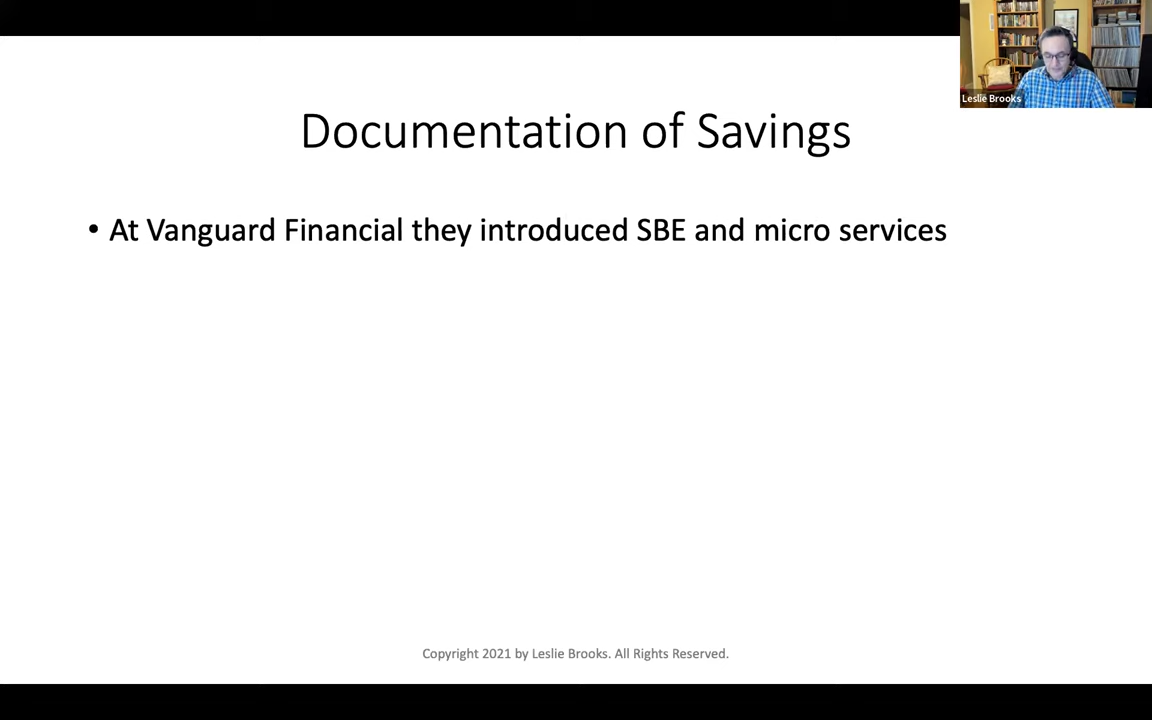 Leslie Brooks
Documentation of Savings
• At Vanguard Financial they introduced SBE and micro services
Copyright 2021 by Leslie Brooks. All Rights Reserved.